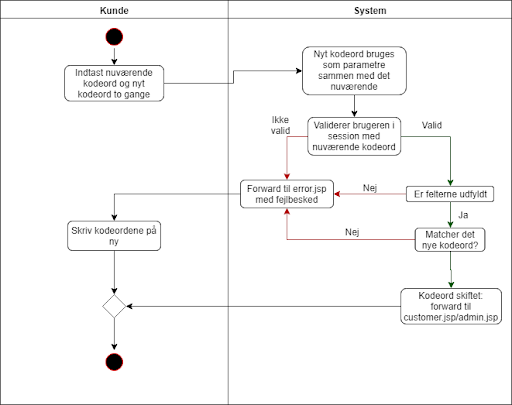 Kunde
System
Indtast nuværende
kodeord og nyt
kodeord to gange
Nyt kodeord bruges
som parametre
sammen med det
nuværende
Ikke
valid
Validerer brugeren i
session med
nuværende kodeord
Valid
Forward til error.jsp
med fejlbesked
Nej
Er felterne udfyldt
Ja
Skriv kodeordene på
ny
Nej
Matcher det
nye kodeord?
Kodeord skiftet:
forward til
customer.jsp/admin.jsp